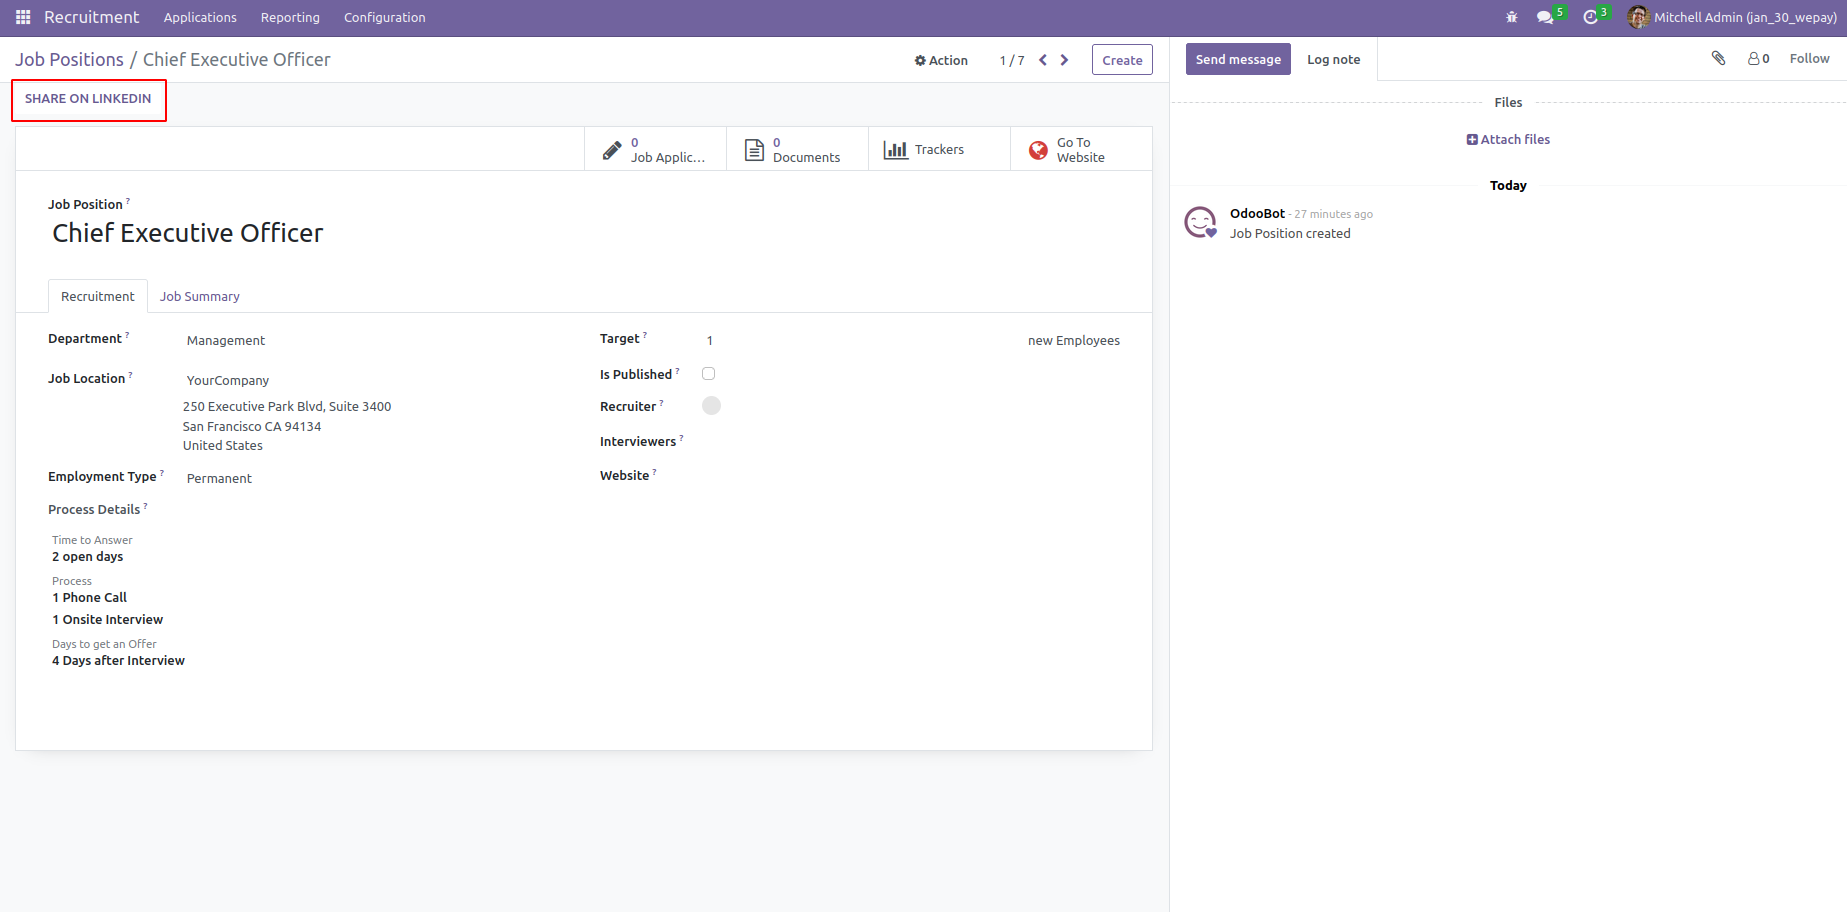 Recruitment Applications Reporting Configuration 5 3 Mitchell Admin (jan_30_wepay)
Job Positions / Chief Executive Officer Action 1 / 7 Create
Send message Log note 0 Follow
SHARE ON LINKEDIN
Files
Attach files
0
Job Applic...
0
Documents
Trackers
Go To
Website
Today
OdooBot - 27 minutes ago
Job Position created
Job Position ?
Chief Executive Officer
Recruitment Job Summary
Department ? Management
Job Location ? YourCompany
250 Executive Park Blvd, Suite 3400
San Francisco CA 94134
United States
Employment Type ? Permanent
Process Details ?
Time to Answer
2 open days
Process
1 Phone Call
1 Onsite Interview
Days to get an Offer
4 Days after Interview
Target ? 1 new Employees
Is Published ?
Recruiter ?
Interviewers ?
Website ?